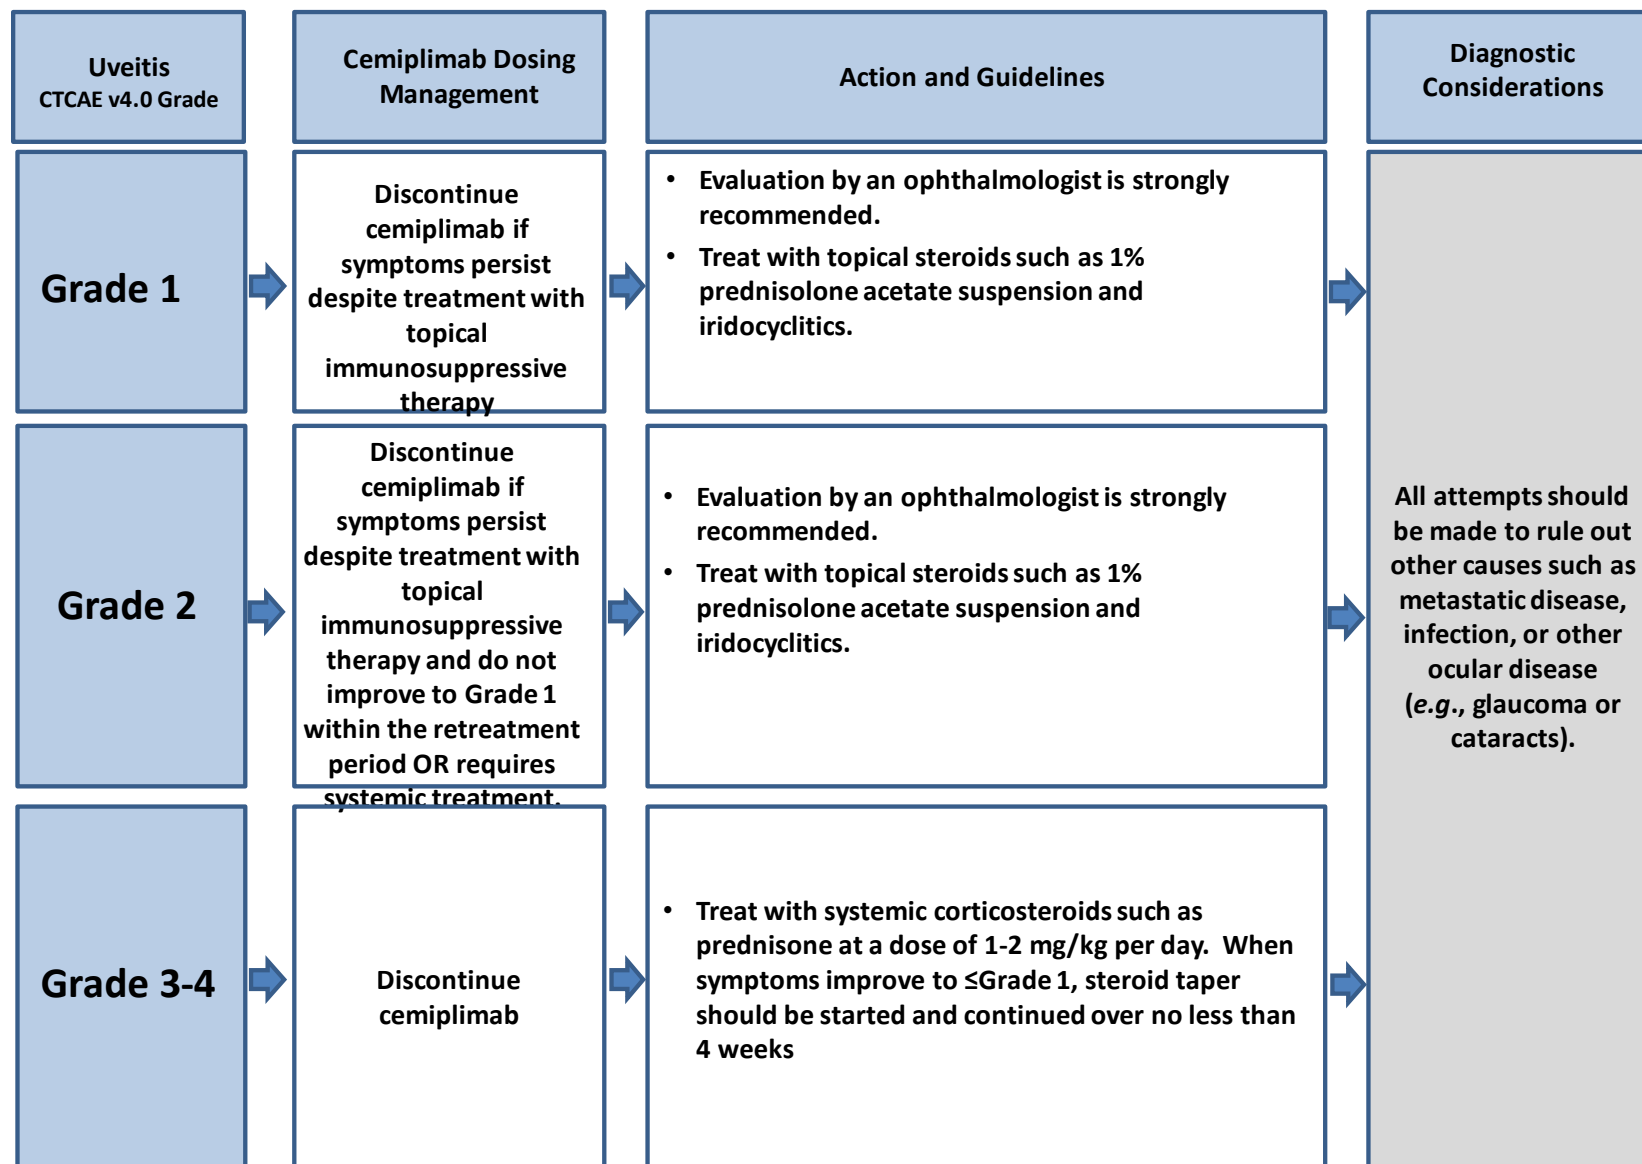 Uveitis
CTCAE v4.0 Grade
Cemiplimab Dosing
Management
Action and Guidelines
Diagnostic
Considerations
Grade 1
Discontinue
cemiplimab if
symptoms persist
despite treatment with
topical
immunosuppressive
therapy
• Evaluation by an ophthalmologist is strongly
recommended.
• Treat with topical steroids such as 1%
prednisolone acetate suspension and
iridocyclitics.
Grade 2
Discontinue
cemiplimab if
symptoms persist
despite treatment with
topical
immunosuppressive
therapy and do not
improve to Grade 1
within the retreatment
period OR requires
systemic treatment.
• Evaluation by an ophthalmologist is strongly
recommended.
• Treat with topical steroids such as 1%
prednisolone acetate suspension and
iridocyclitics.
Grade 3-4
Discontinue
cemiplimab
• Treat with systemic corticosteroids such as
prednisone at a dose of 1-2 mg/kg per day.  When
symptoms improve to ≤Grade 1, steroid taper
should be started and continued over no less than
4 weeks
All attempts should
be made to rule out
other causes such as
metastatic disease,
infection, or other
ocular disease
(e.g., glaucoma or
cataracts).